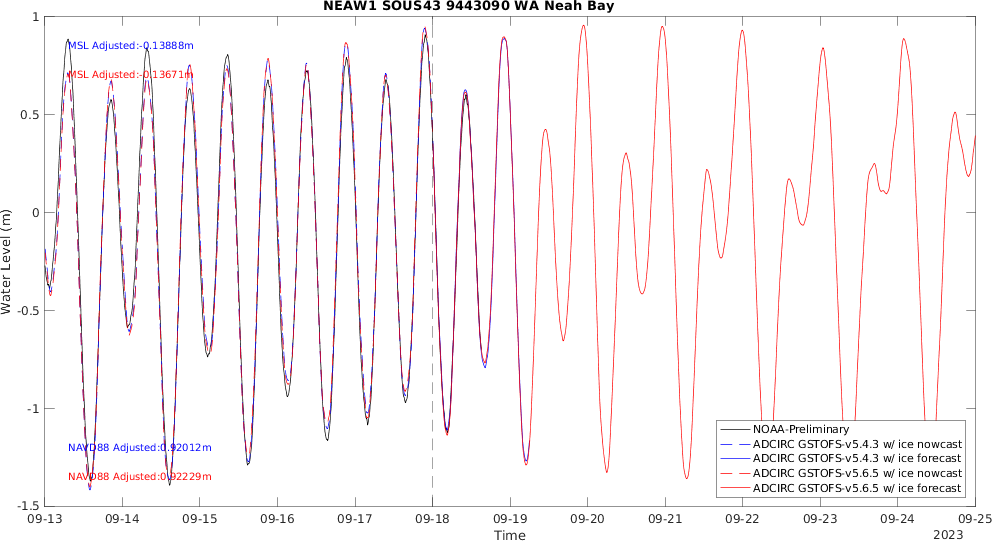 NEAW1 SOUS43 9443090 WA Neah Bay
1
0.5
0
-0.5
-1
-1.5
Water Level (m)
MSL Adjusted:-0.13888m
MSL Adjusted:-0.13671m
NAVD88 Adjusted:0.92012m
NAVD88 Adjusted:0.92229m
NOAA-Preliminary
ADCIRC GSTOFS-v5.4.3 w/ ice nowcast
ADCIRC GSTOFS-v5.4.3 w/ ice forecast
ADCIRC GSTOFS-v5.6.5 w/ ice nowcast
ADCIRC GSTOFS-v5.6.5 w/ ice forecast
09-13 09-14 09-15 09-16 09-17 09-18 09-19 09-20 09-21 09-22 09-23 09-24 09-25
Time
2023